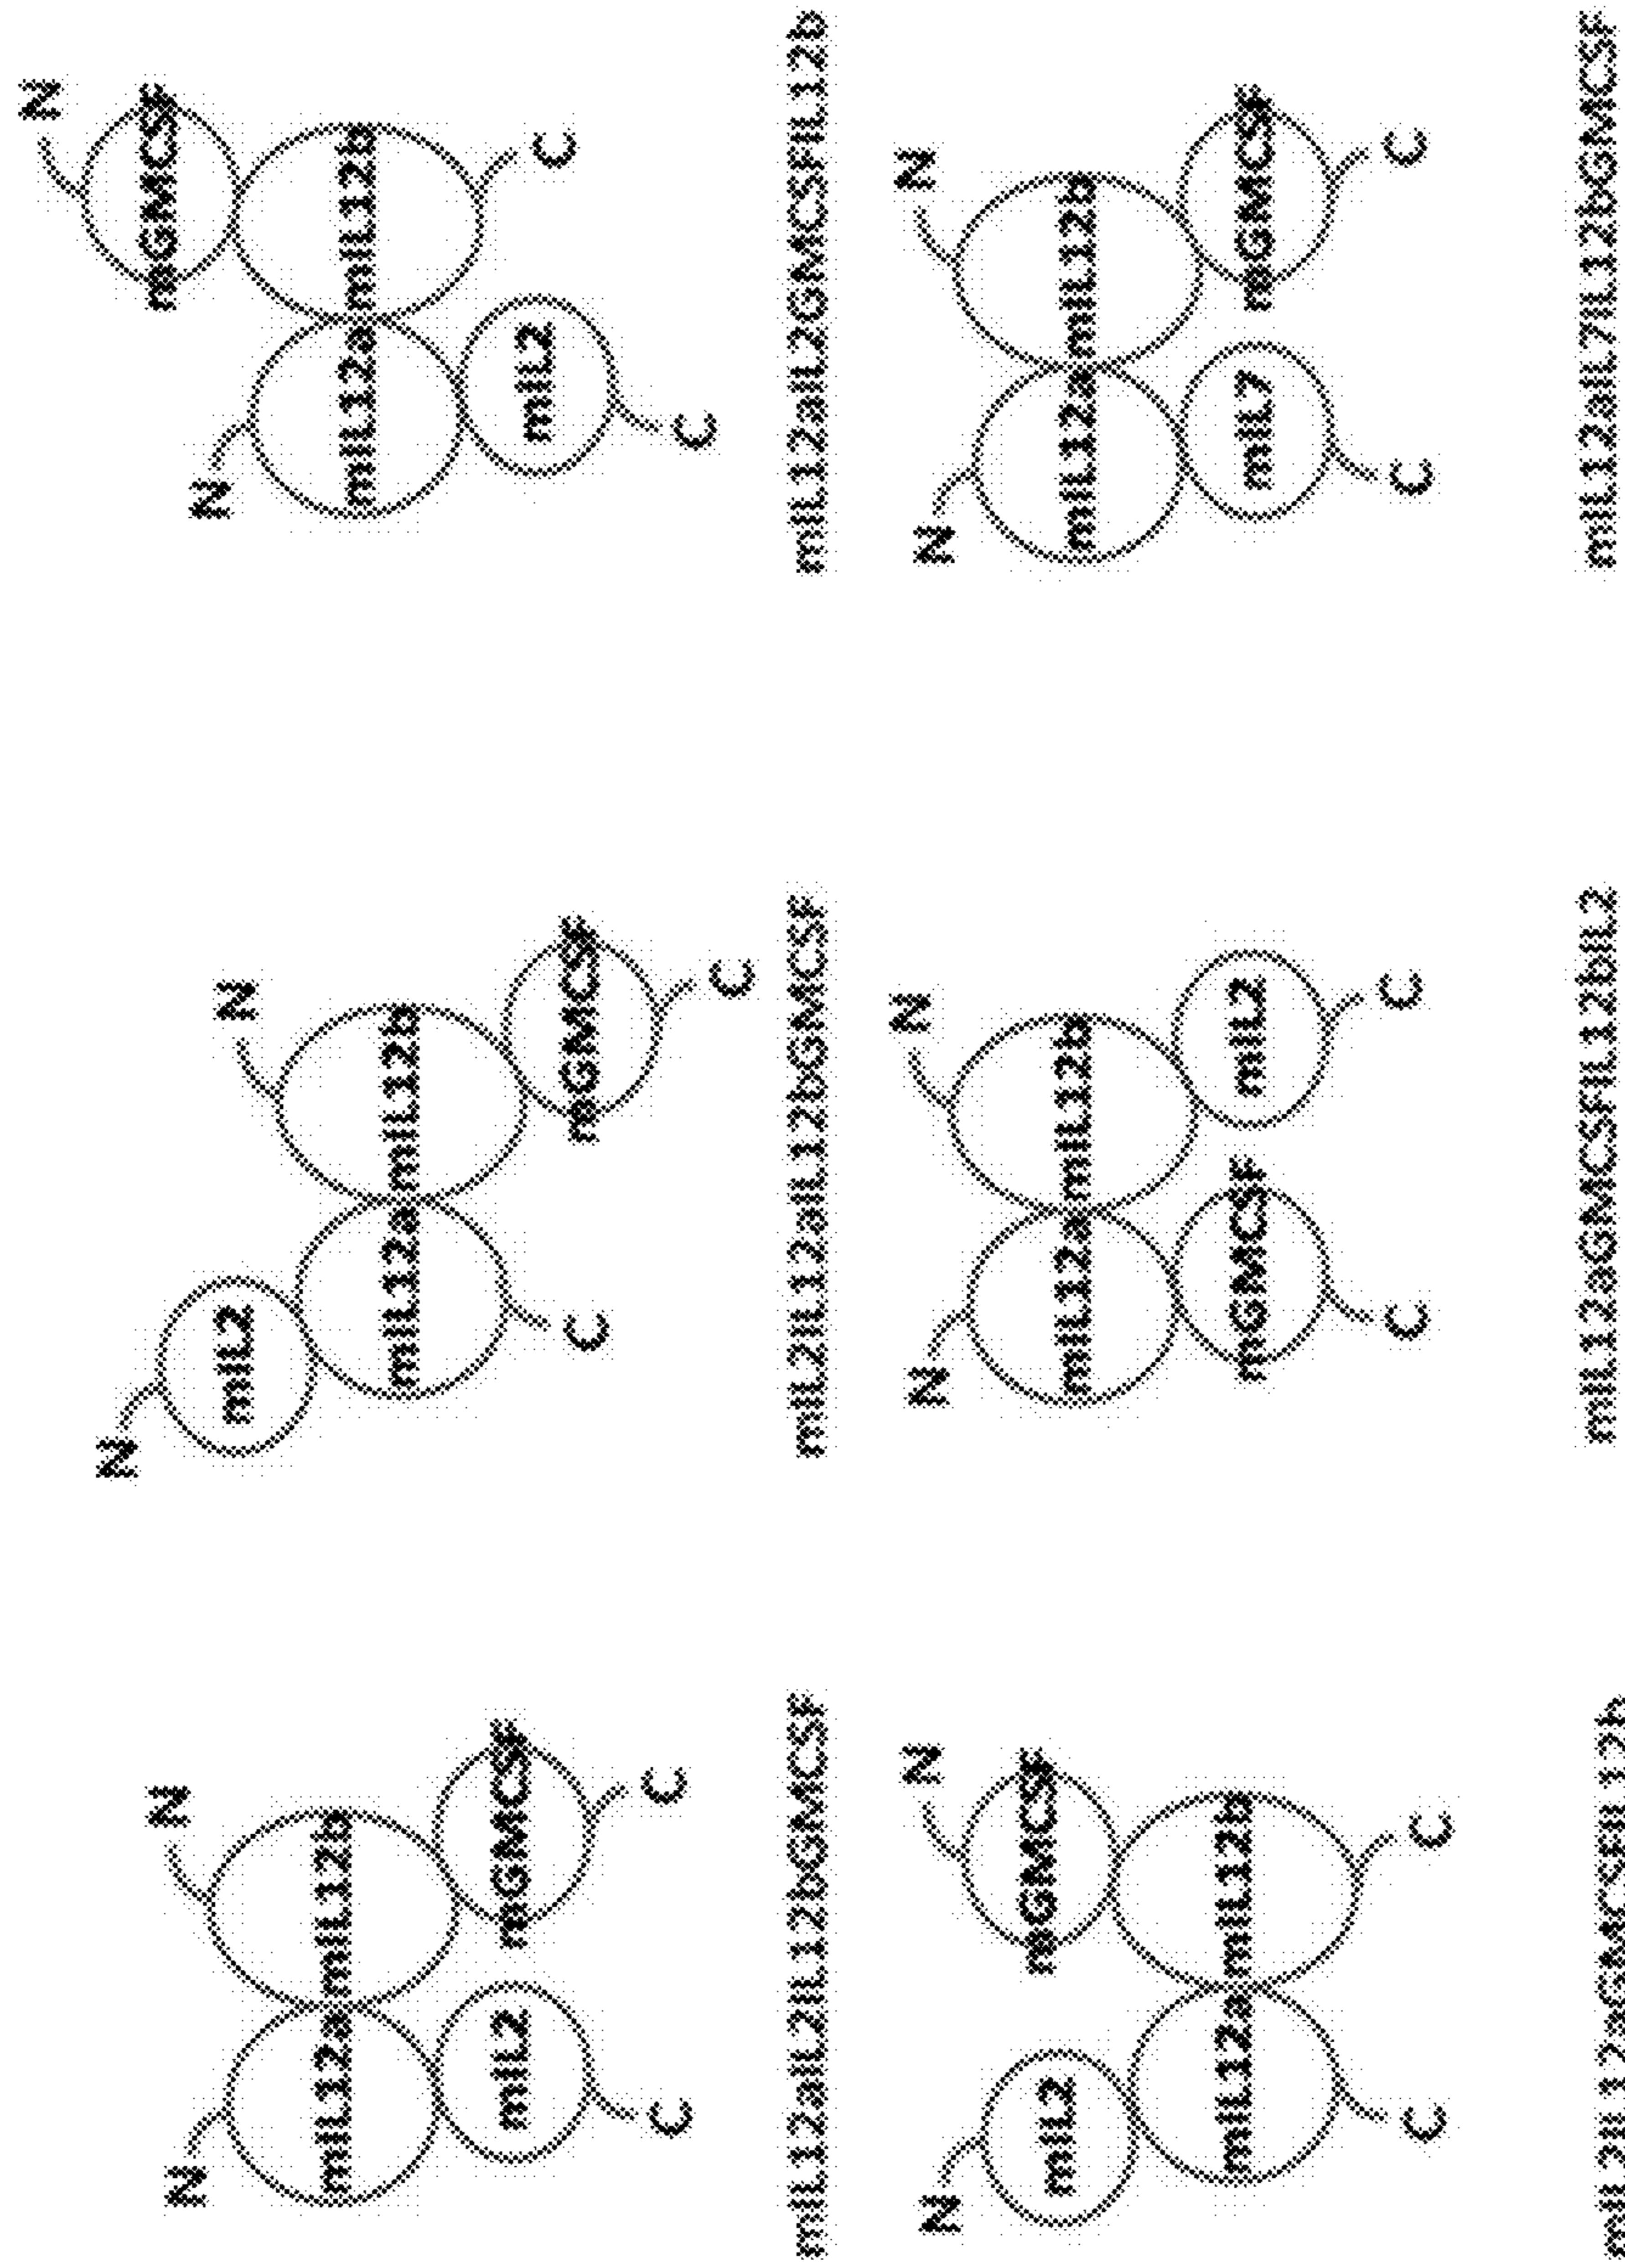 N N
mIL12a mIL12b
mIL2 mGMCSF
C C
mIL12aIL2IL12bGMCSF
N N
mIL2
mIL12a mIL12b
mGMCSF
C C
mIL2IL12aIL12bGMCSF
N N
mGMCSF
mIL12a mIL12b
mIL2
C C
mIL12aIL2GMCSFIL12b
N N
mIL2 mGMCSF
mIL12a mIL12b
C C
mIL2IL12aGMCSFIL12b
N N
mIL12a mIL12b
mGMCSF mIL2
C C
mIL12aGMCSFIL12bIL2
N N
mIL12a mIL12b
mIL7 mGMCSF
C C
mIL12aIL7IL12bGMCSF